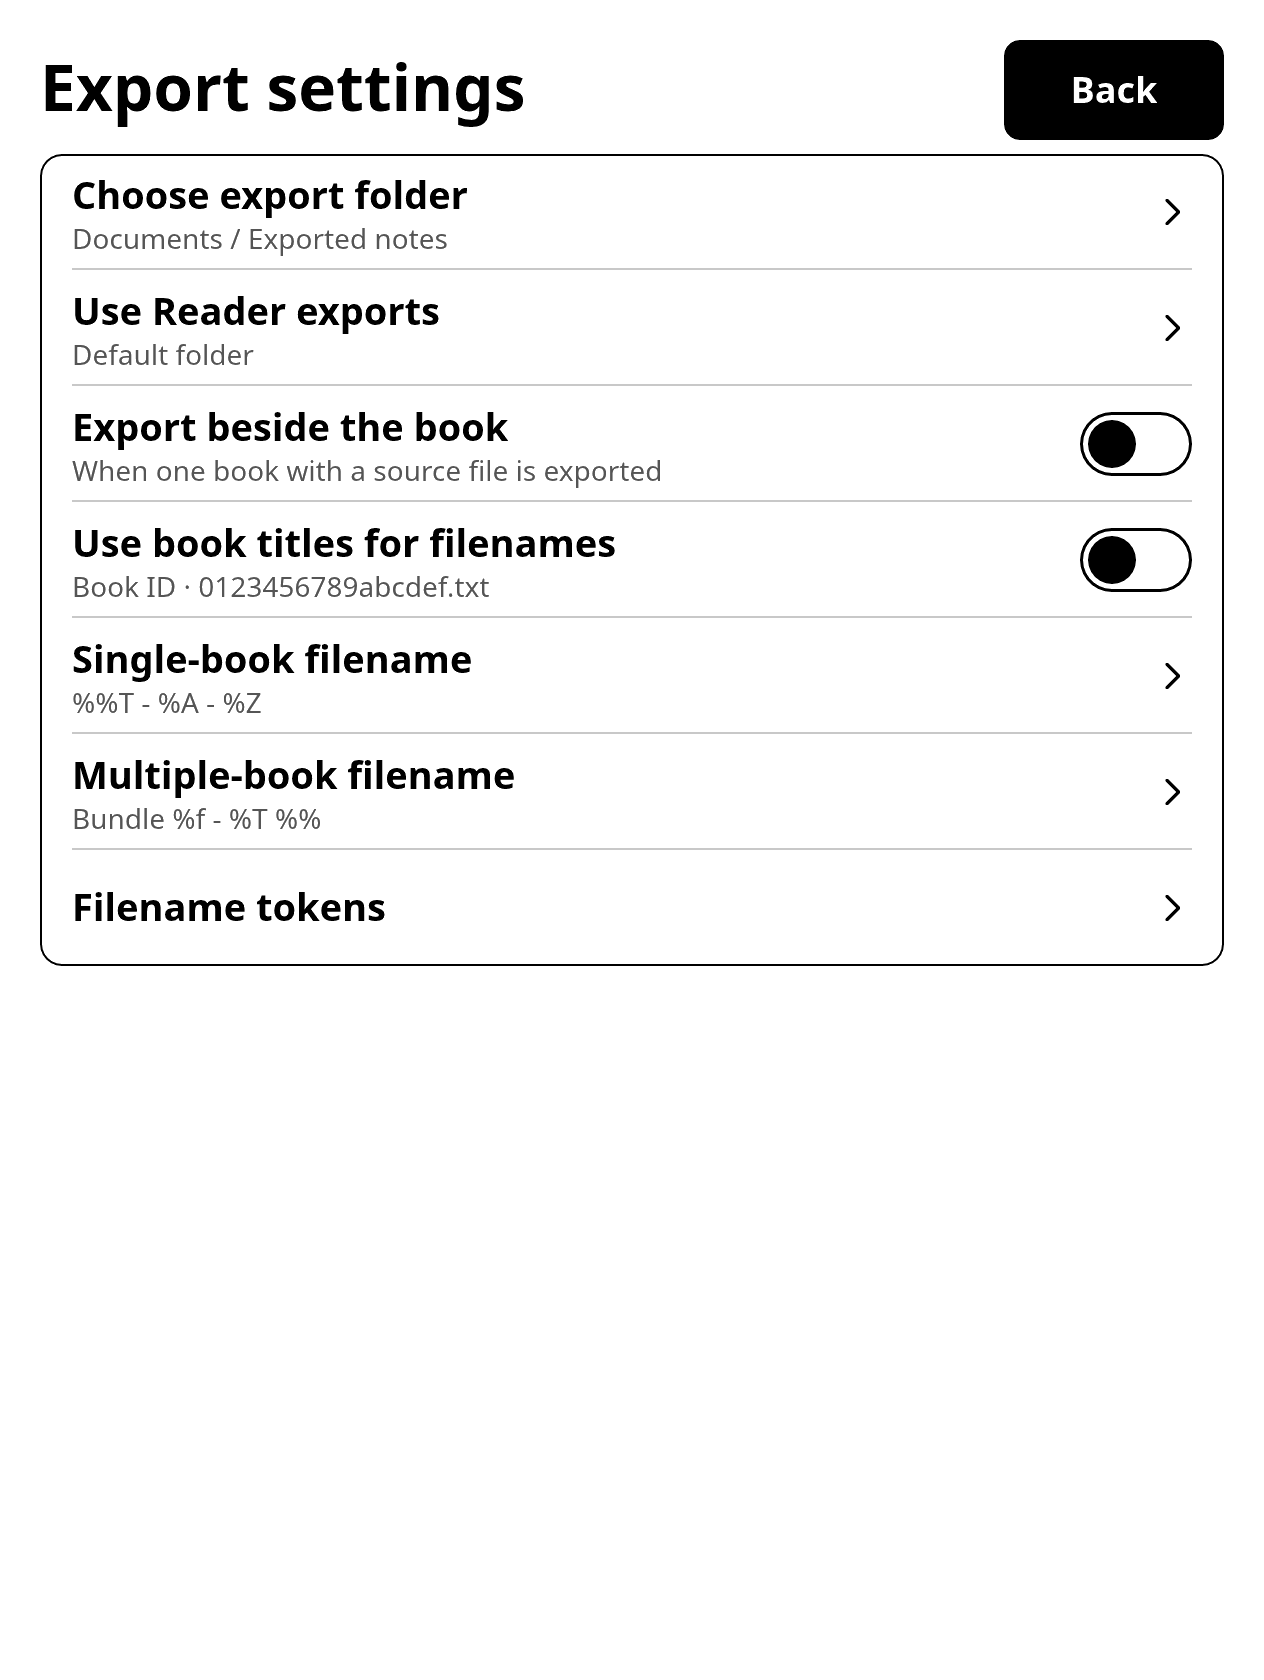 Export settings
Back
Choose export folder
Documents / Exported notes
Use Reader exports
Default folder
Export beside the book
When one book with a source file is exported
Use book titles for filenames
Book ID · 0123456789abcdef.txt
Single-book filename
%%T - %A - %Z
Multiple-book filename
Bundle %f - %T %%
Filename tokens